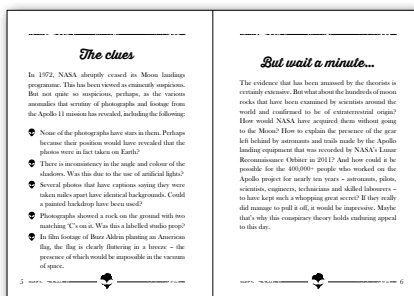 The clues
In 1972, NASA abruptly ceased its Moon landings
programme. This has been viewed as eminently suspicious.
But not quite so suspicious, perhaps, as the various
anomalies that scrutiny of photographs and footage from
the Apollo 11 mission has revealed, including the following:
None of the photographs have stars in them. Perhaps
because their position would have revealed that the
photos were in fact taken on Earth?
There is inconsistency in the angle and colour of the
shadows. Was this due to the use of artificial lights?
Several photos that have captions saying they were
taken miles apart have identical backgrounds. Could
a painted backdrop have been used?
Photographs showed a rock on the ground with two
matching 'C's on it. Was this a labelled studio prop?
In film footage of Buzz Aldrin planting an American
flag, the flag is clearly fluttering in a breeze – the
presence of which would be impossible in the vacuum
of space.
5
But wait a minute...
The evidence that has been amassed by the theorists is
certainly extensive. But what about the hundreds of moon
rocks that have been examined by scientists around the
world and confirmed to be of extraterrestrial origin?
How would NASA have acquired them without going
to the Moon? How to explain the presence of the gear
left behind by astronauts and trails made by the Apollo
landing equipment that was recorded by NASA's Lunar
Reconnaissance Orbiter in 2011? And how could it be
possible for the 400,000+ people who worked on the
Apollo project for nearly ten years – astronauts, pilots,
scientists, engineers, technicians and skilled labourers –
to have kept such a whopping great secret? If they really
did manage to pull it off, it would be impressive. Maybe
that's why this conspiracy theory holds enduring appeal
to this day.
6